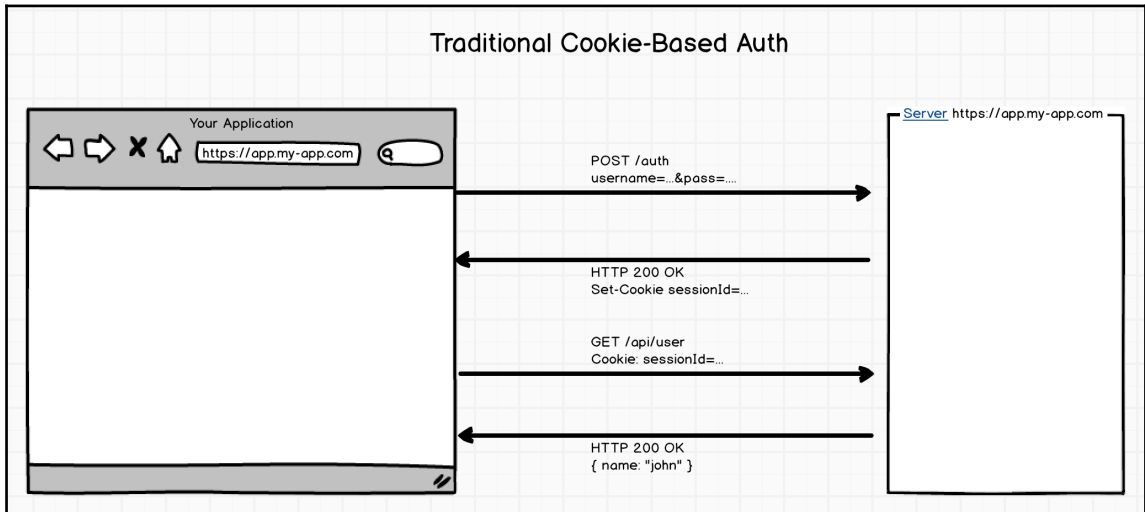 Traditional Cookie-Based Auth
Your Application
https://app.my-app.com
Server https://app.my-app.com
POST /auth
username=...&pass=....
HTTP 200 OK
Set-Cookie sessionId=...
GET /api/user
Cookie: sessionId=...
HTTP 200 OK
{ name: "john" }